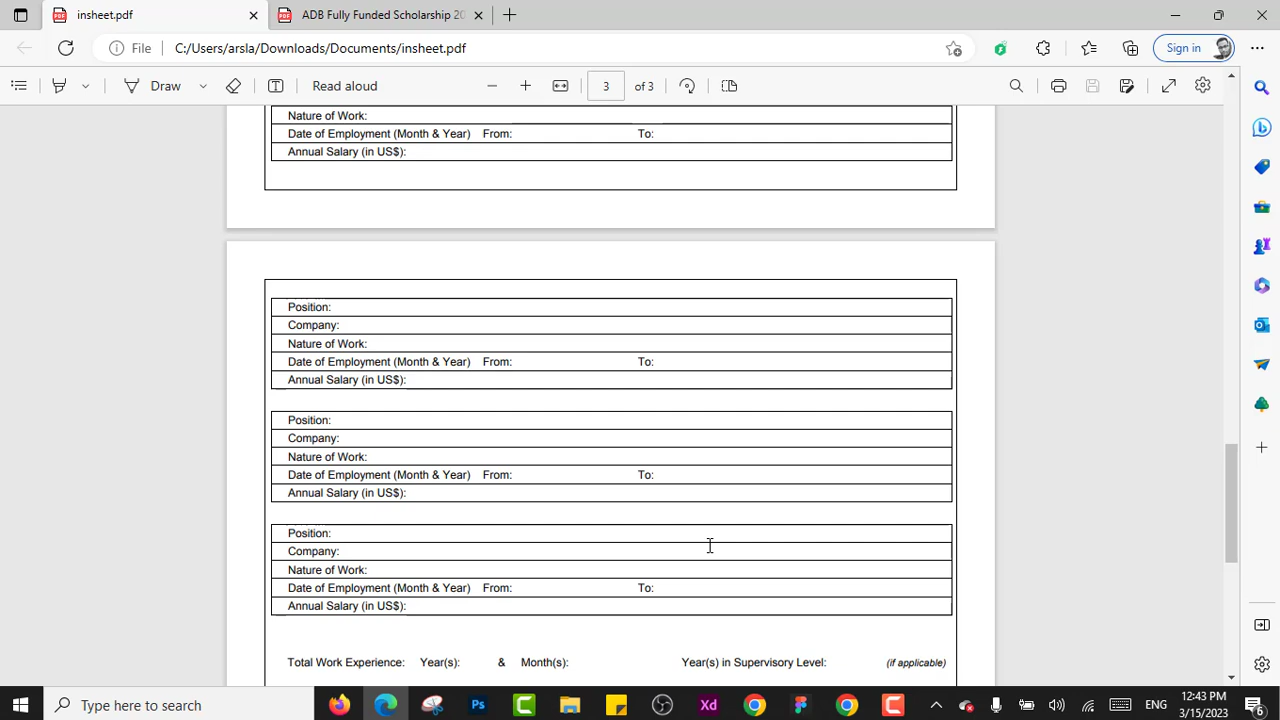 insheet.pdf
ADB Fully Funded Scholarship 20
File C:/Users/arsla/Downloads/Documents/insheet.pdf
Sign in
Draw
Read aloud
3 of 3
Nature of Work:
Date of Employment (Month & Year) From: To:
Annual Salary (in US$):
Position:
Company:
Nature of Work:
Date of Employment (Month & Year) From: To:
Annual Salary (in US$):
Position:
Company:
Nature of Work:
Date of Employment (Month & Year) From: To:
Annual Salary (in US$):
Position:
Company:
Nature of Work:
Date of Employment (Month & Year) From: To:
Annual Salary (in US$):
Total Work Experience: Year(s): & Month(s): Year(s) in Supervisory Level: (if applicable)
Type here to search
Ps
Xd
ENG
12:43 PM
3/15/2023
6